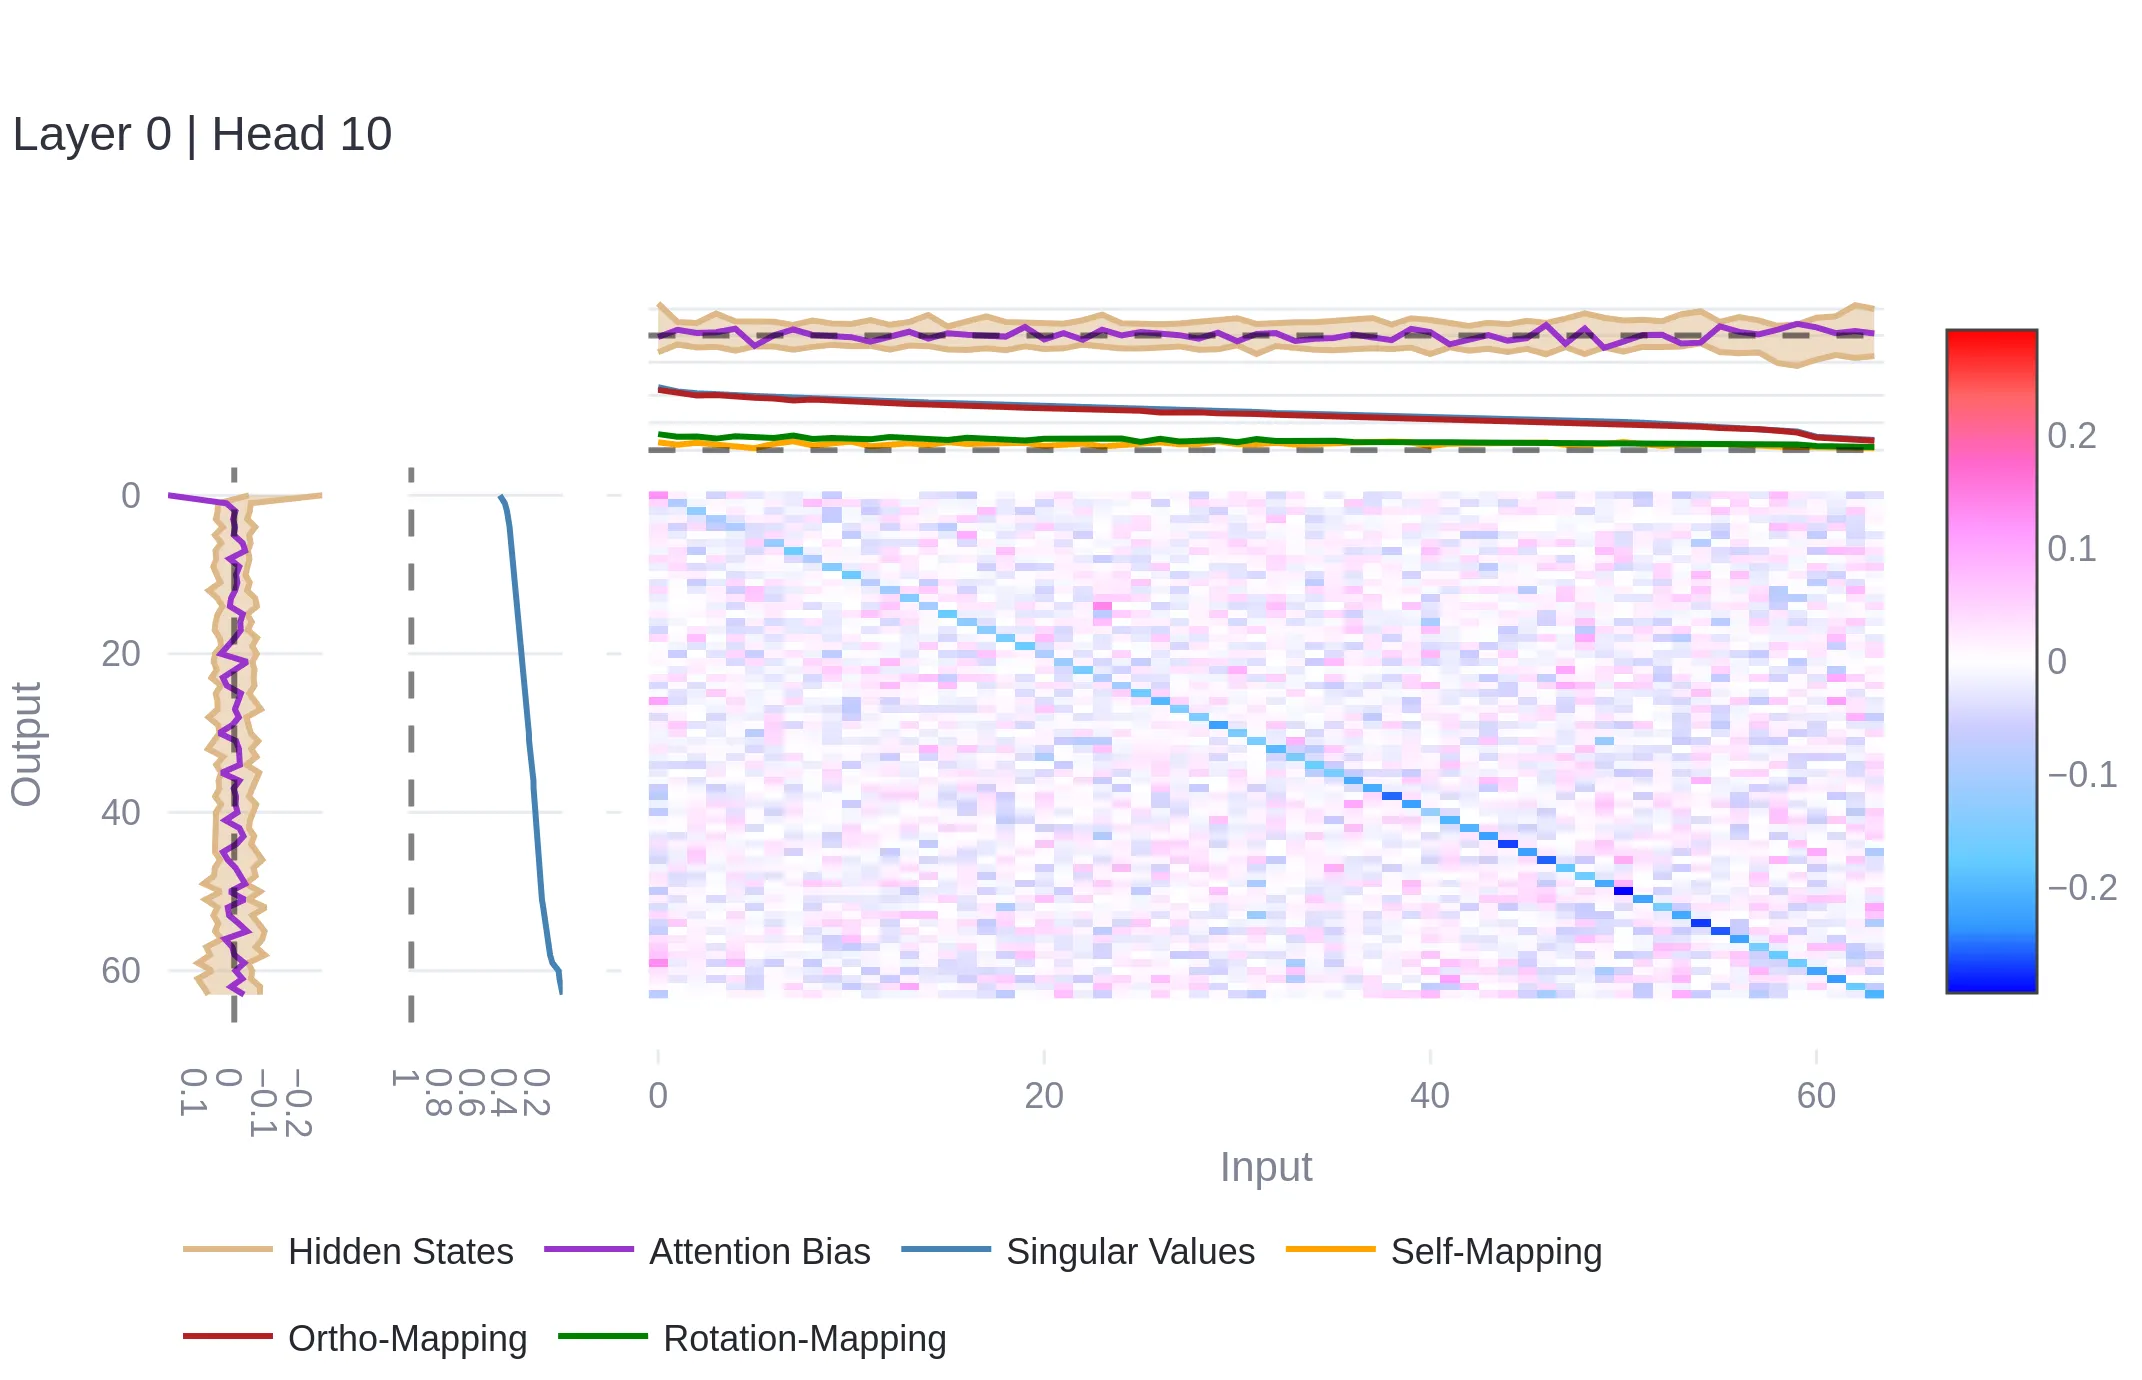 Layer 0 | Head 10
0.2
0.1
0
−0.1
−0.2
Output
0
20
40
60
0.1
0
−0.1
−0.2
1
0.8
0.6
0.4
0.2
0
20
40
60
Input
Hidden States
Attention Bias
Singular Values
Self-Mapping
Ortho-Mapping
Rotation-Mapping